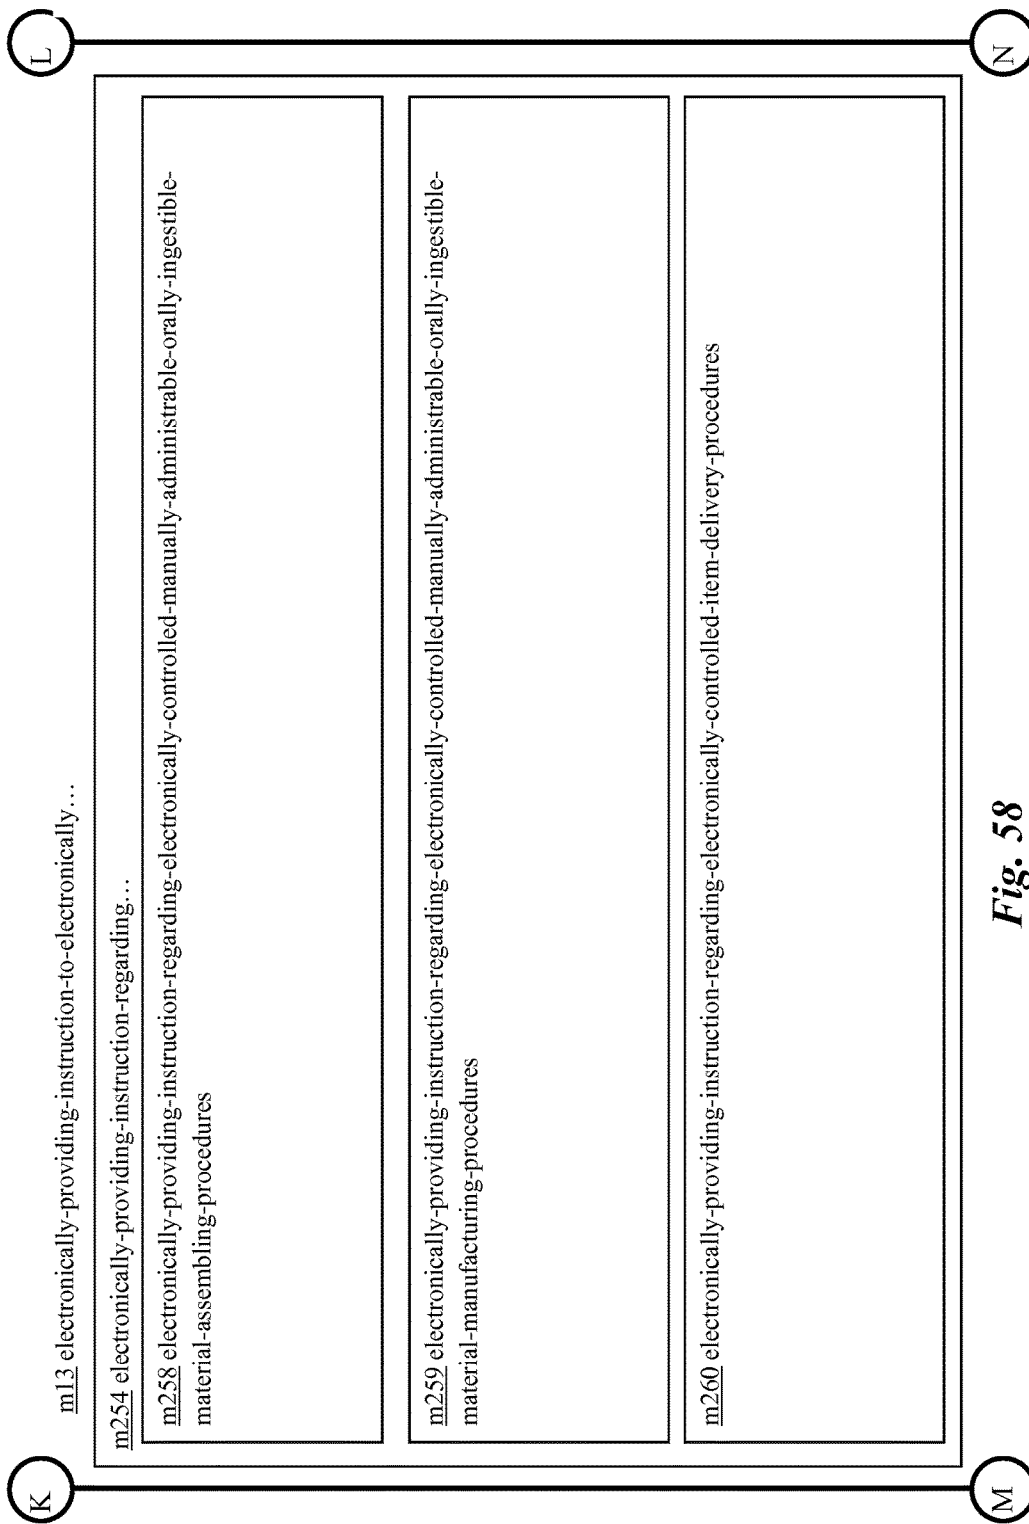 K
L
m13 electronically-providing-instruction-to-electronically…
m254 electronically-providing-instruction-regarding…
m258 electronically-providing-instruction-regarding-electronically-controlled-manually-administrable-orally-ingestible-
material-assembling-procedures
m259 electronically-providing-instruction-regarding-electronically-controlled-manually-administrable-orally-ingestible-
material-manufacturing-procedures
m260 electronically-providing-instruction-regarding-electronically-controlled-item-delivery-procedures
M
N
Fig. 58